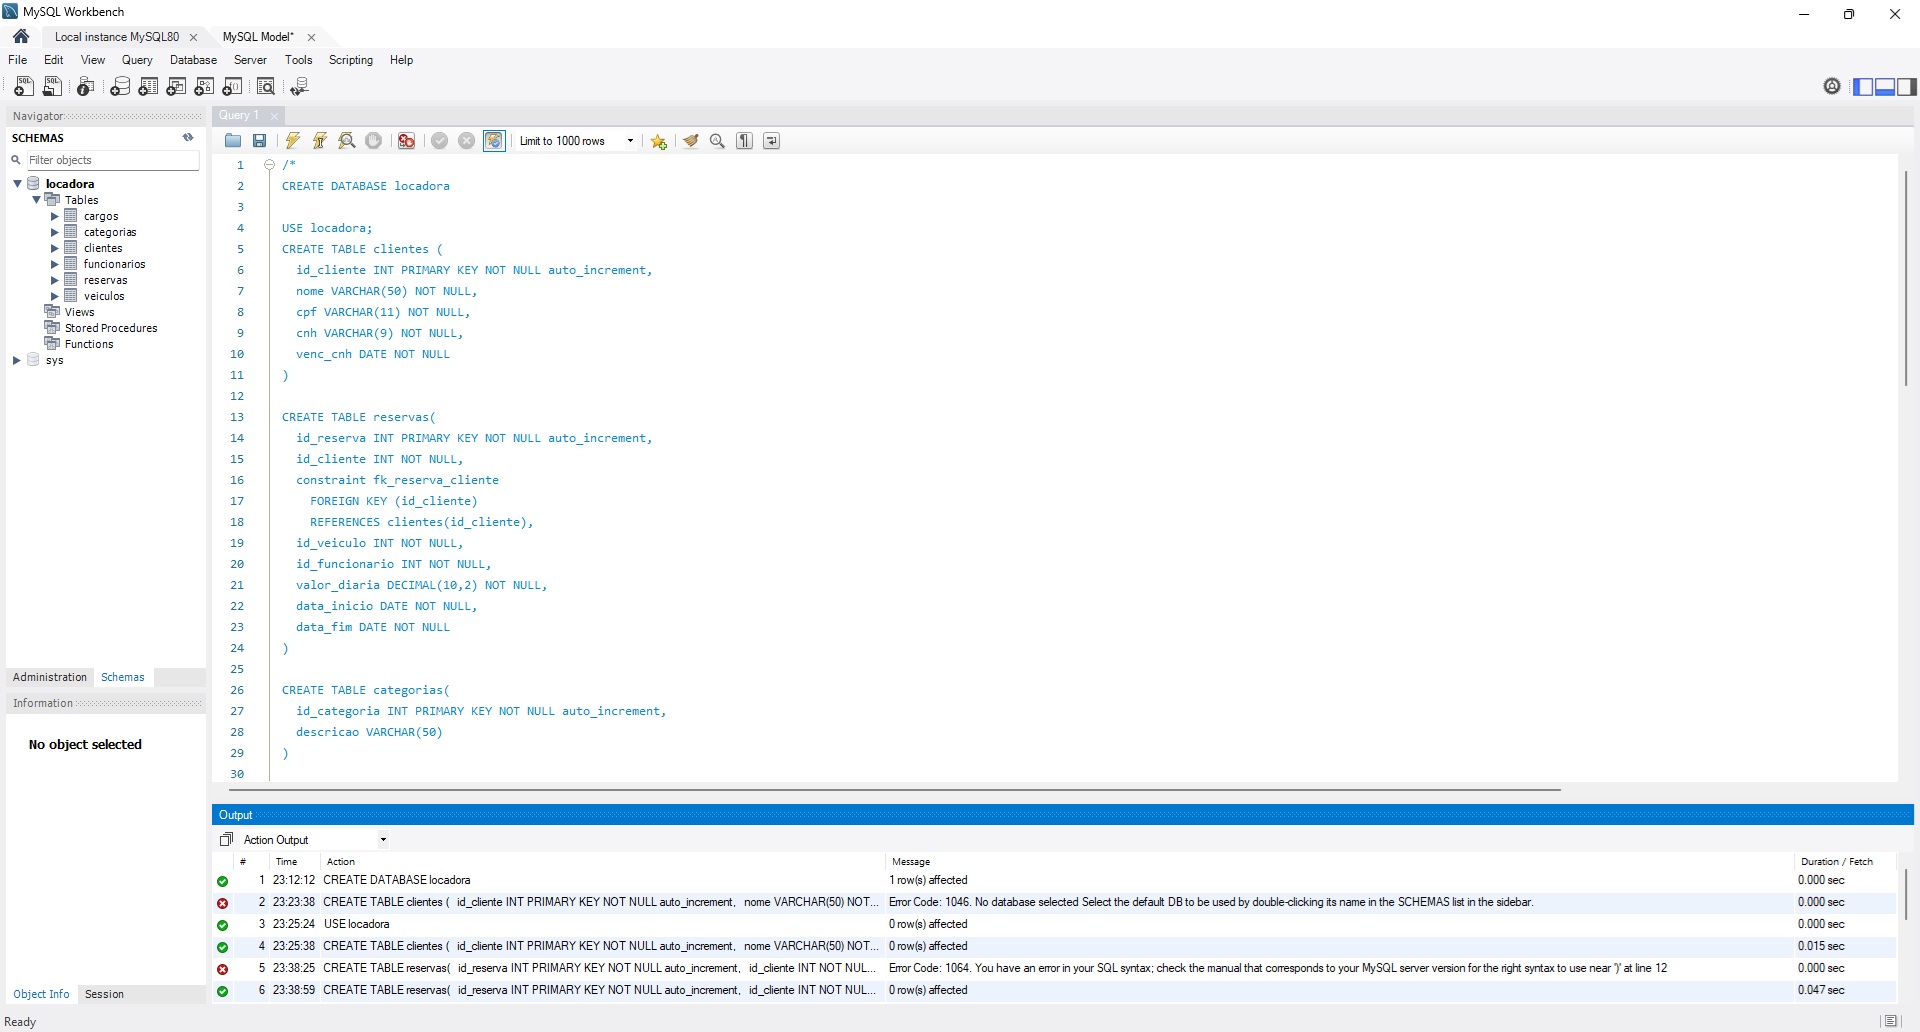 MySQL Workbench
Local instance MySQL80
MySQL Model*
File Edit View Query Database Server Tools Scripting Help
Navigator
SCHEMAS
Filter objects
locadora
Tables
cargos
categorias
clientes
funcionarios
reservas
veiculos
Views
Stored Procedures
Functions
sys
Administration Schemas
Information
No object selected
Object Info Session
Query 1
Limit to 1000 rows
1 /*
2 CREATE DATABASE locadora
3
4 USE locadora;
5 CREATE TABLE clientes (
6 id_cliente INT PRIMARY KEY NOT NULL auto_increment,
7 nome VARCHAR(50) NOT NULL,
8 cpf VARCHAR(11) NOT NULL,
9 cnh VARCHAR(9) NOT NULL,
10 venc_cnh DATE NOT NULL
11 )
12
13 CREATE TABLE reservas(
14 id_reserva INT PRIMARY KEY NOT NULL auto_increment,
15 id_cliente INT NOT NULL,
16 constraint fk_reserva_cliente
17 FOREIGN KEY (id_cliente)
18 REFERENCES clientes(id_cliente),
19 id_veiculo INT NOT NULL,
20 id_funcionario INT NOT NULL,
21 valor_diaria DECIMAL(10,2) NOT NULL,
22 data_inicio DATE NOT NULL,
23 data_fim DATE NOT NULL
24 )
25
26 CREATE TABLE categorias(
27 id_categoria INT PRIMARY KEY NOT NULL auto_increment,
28 descricao VARCHAR(50)
29 )
30
Output
Action Output
# Time Action Message Duration / Fetch
1 23:12:12 CREATE DATABASE locadora 1 row(s) affected 0.000 sec
2 23:23:38 CREATE TABLE clientes ( id_cliente INT PRIMARY KEY NOT NULL auto_increment, nome VARCHAR(50) NOT... Error Code: 1046. No database selected Select the default DB to be used by double-clicking its name in the SCHEMAS list in the sidebar. 0.000 sec
3 23:25:24 USE locadora 0 row(s) affected 0.000 sec
4 23:25:38 CREATE TABLE clientes ( id_cliente INT PRIMARY KEY NOT NULL auto_increment, nome VARCHAR(50) NOT... 0 row(s) affected 0.015 sec
5 23:38:25 CREATE TABLE reservas( id_reserva INT PRIMARY KEY NOT NULL auto_increment, id_cliente INT NOT NUL... Error Code: 1064. You have an error in your SQL syntax; check the manual that corresponds to your MySQL server version for the right syntax to use near ')' at line 12 0.000 sec
6 23:38:59 CREATE TABLE reservas( id_reserva INT PRIMARY KEY NOT NULL auto_increment, id_cliente INT NOT NUL... 0 row(s) affected 0.047 sec
Ready